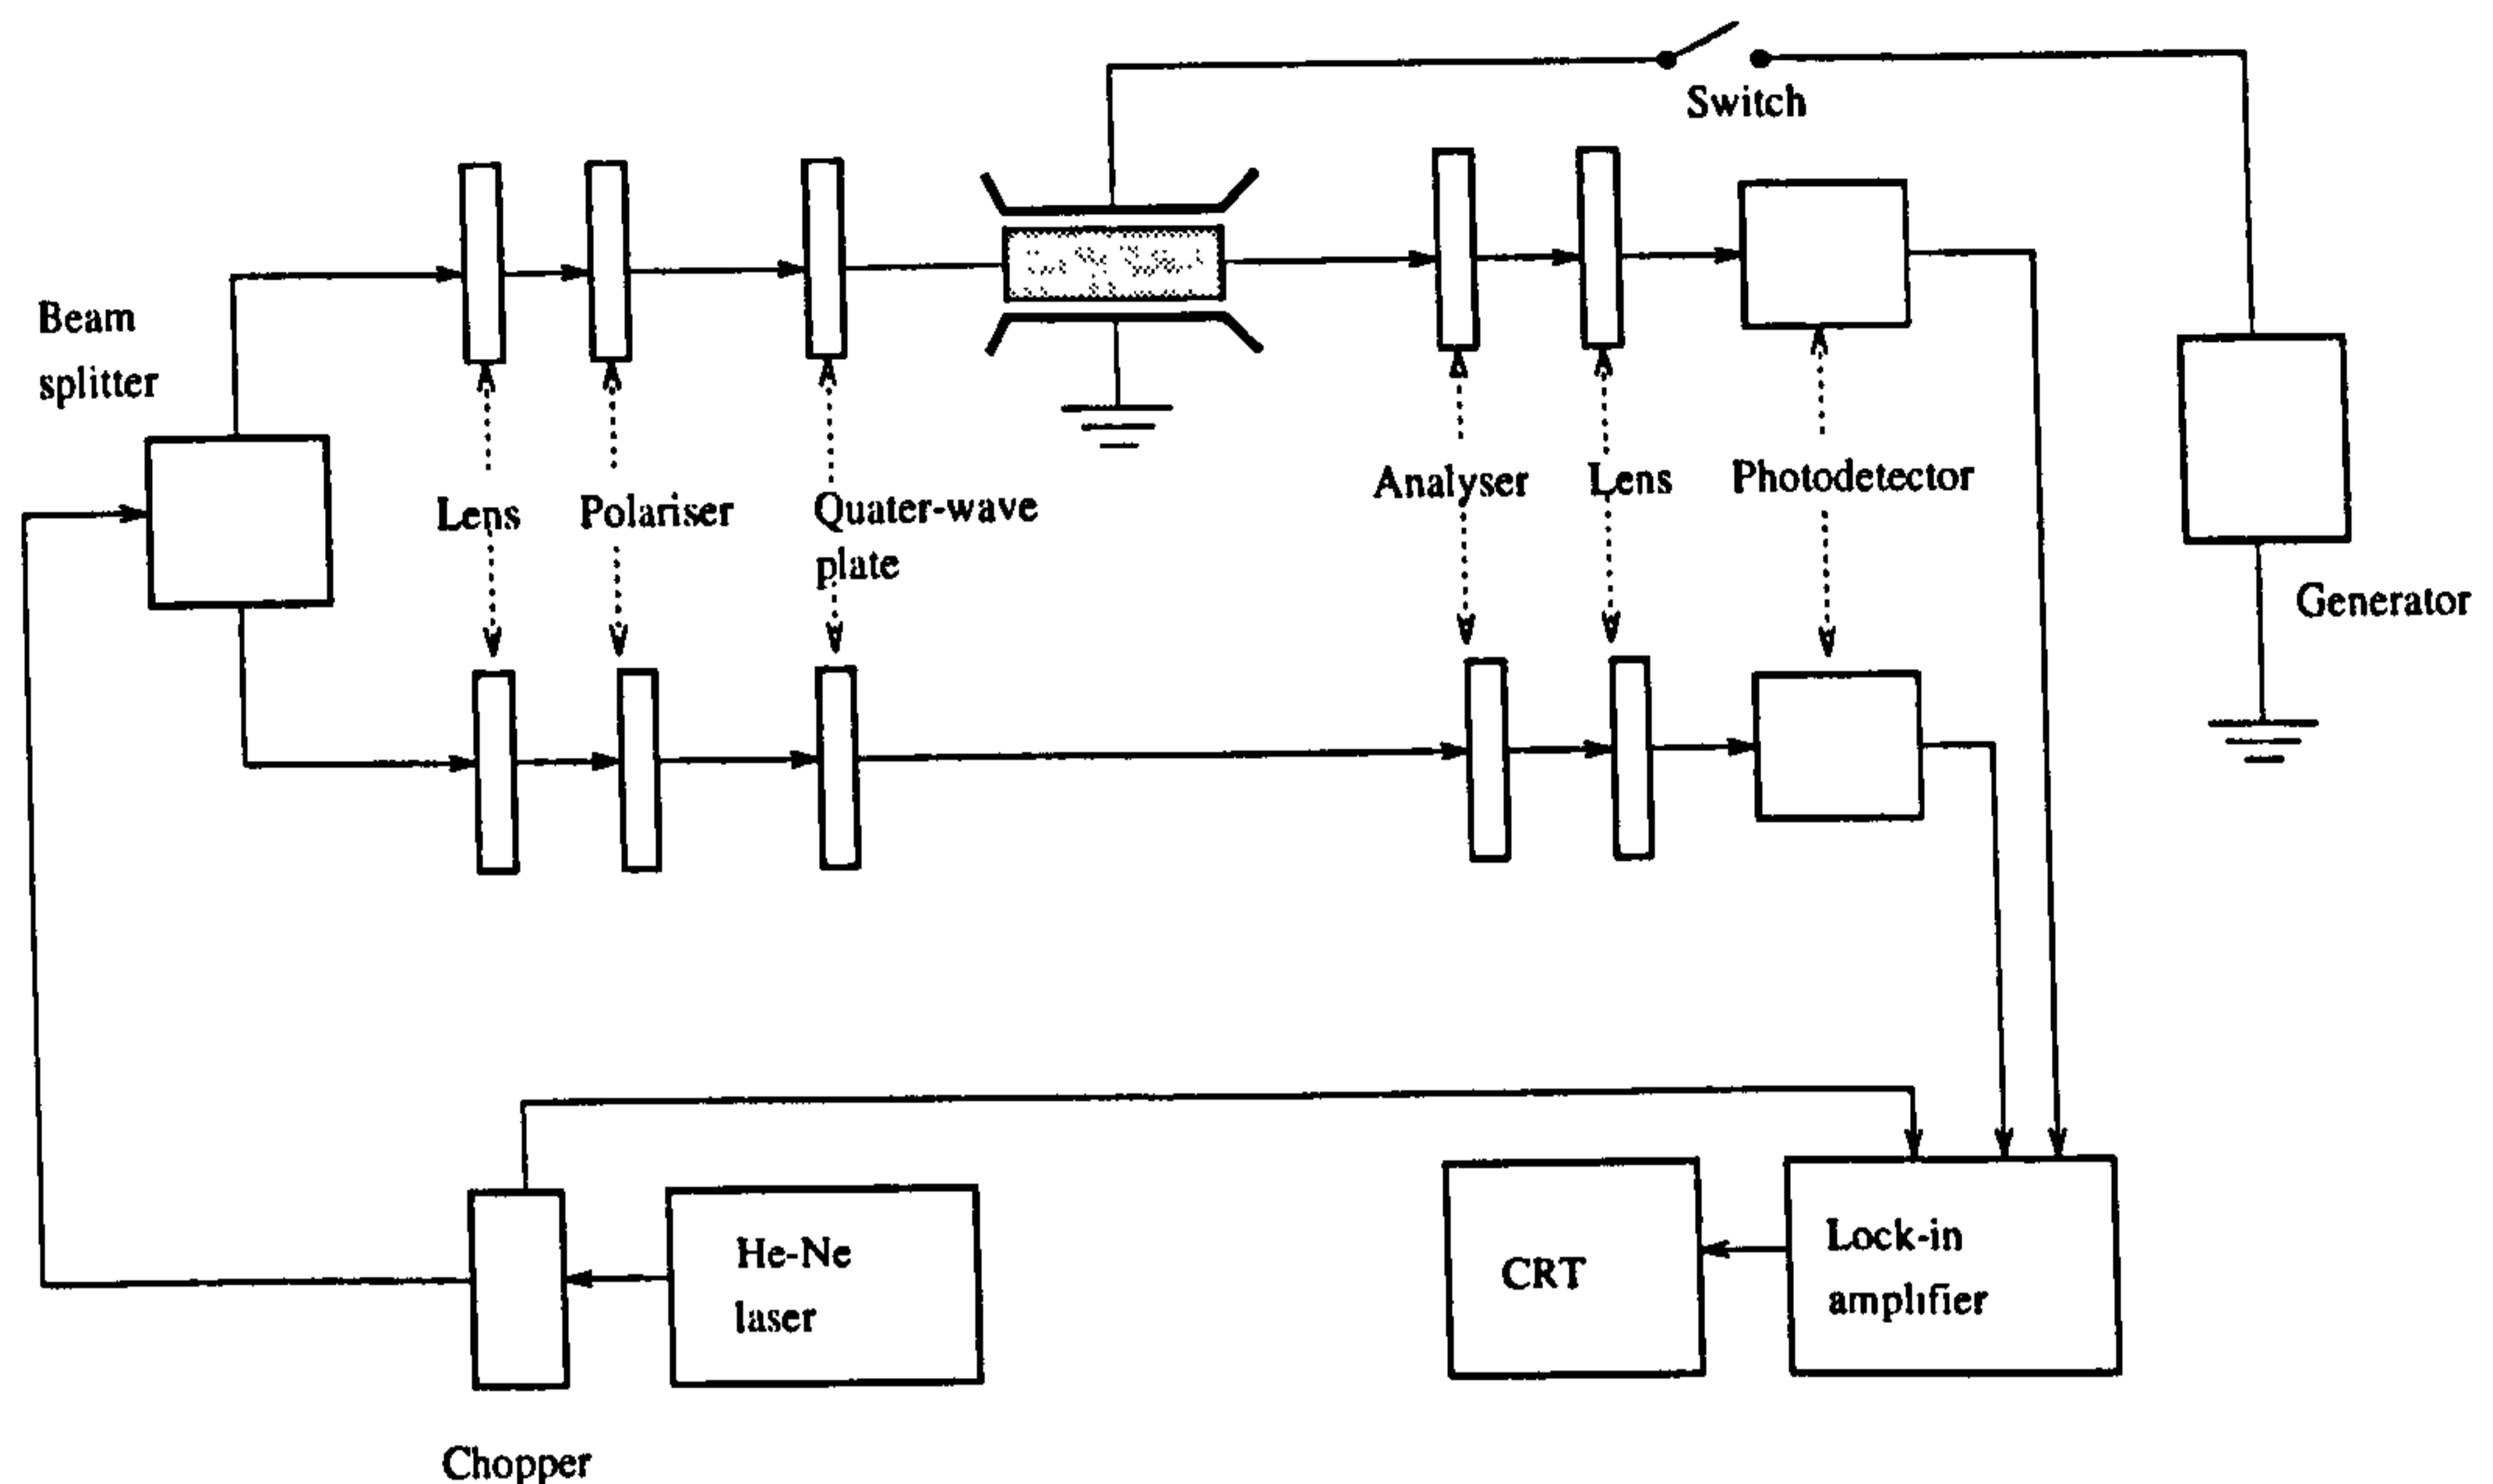 Switch
Beam
splitter
Lens
Polariser
Quater-wave
plate
Analyser
Lens
Photodetector
Generator
He-Ne
laser
CRT
Lock-in
amplifier
Chopper